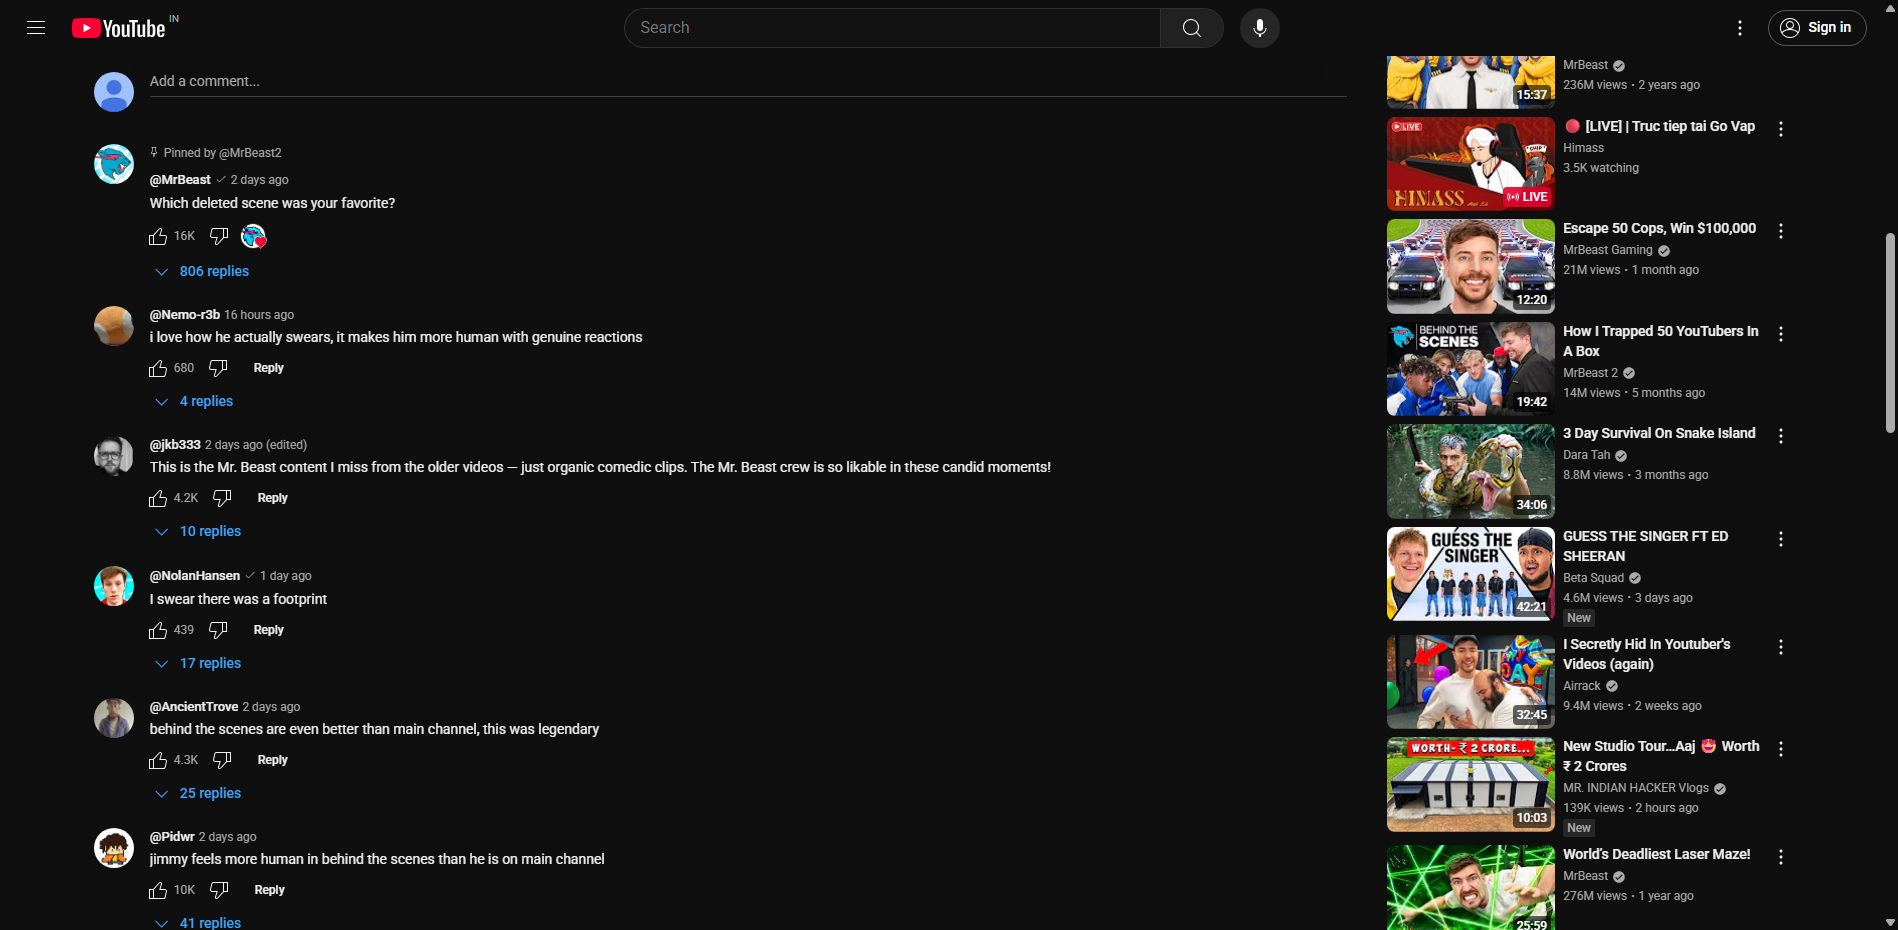 YouTube IN
Search
Sign in
Add a comment...
Pinned by @MrBeast2
@MrBeast 2 days ago
Which deleted scene was your favorite?
16K
806 replies
@Nemo-r3b 16 hours ago
i love how he actually swears, it makes him more human with genuine reactions
680 Reply
4 replies
@jkb333 2 days ago (edited)
This is the Mr. Beast content I miss from the older videos — just organic comedic clips. The Mr. Beast crew is so likable in these candid moments!
4.2K Reply
10 replies
@NolanHansen 1 day ago
I swear there was a footprint
439 Reply
17 replies
@AncientTrove 2 days ago
behind the scenes are even better than main channel, this was legendary
4.3K Reply
25 replies
@Pidwr 2 days ago
jimmy feels more human in behind the scenes than he is on main channel
10K Reply
41 replies
15:37
MrBeast
236M views • 2 years ago
LIVE
CHIP
HIMASS
LIVE
🔴 [LIVE] | Truc tiep tai Go Vap
Himass
3.5K watching
12:20
Escape 50 Cops, Win $100,000
MrBeast Gaming
21M views • 1 month ago
BEHIND THE
SCENES
19:42
How I Trapped 50 YouTubers In
A Box
MrBeast 2
14M views • 5 months ago
34:06
3 Day Survival On Snake Island
Dara Tah
8.8M views • 3 months ago
GUESS THE
SINGER
42:21
GUESS THE SINGER FT ED
SHEERAN
Beta Squad
4.6M views • 3 days ago
New
DAY
32:45
I Secretly Hid In Youtuber's
Videos (again)
Airrack
9.4M views • 2 weeks ago
WORTH- ₹ 2 CRORE...
10:03
New Studio Tour...Aaj 🤩 Worth
₹ 2 Crores
MR. INDIAN HACKER Vlogs
139K views • 2 hours ago
New
25:59
World's Deadliest Laser Maze!
MrBeast
276M views • 1 year ago